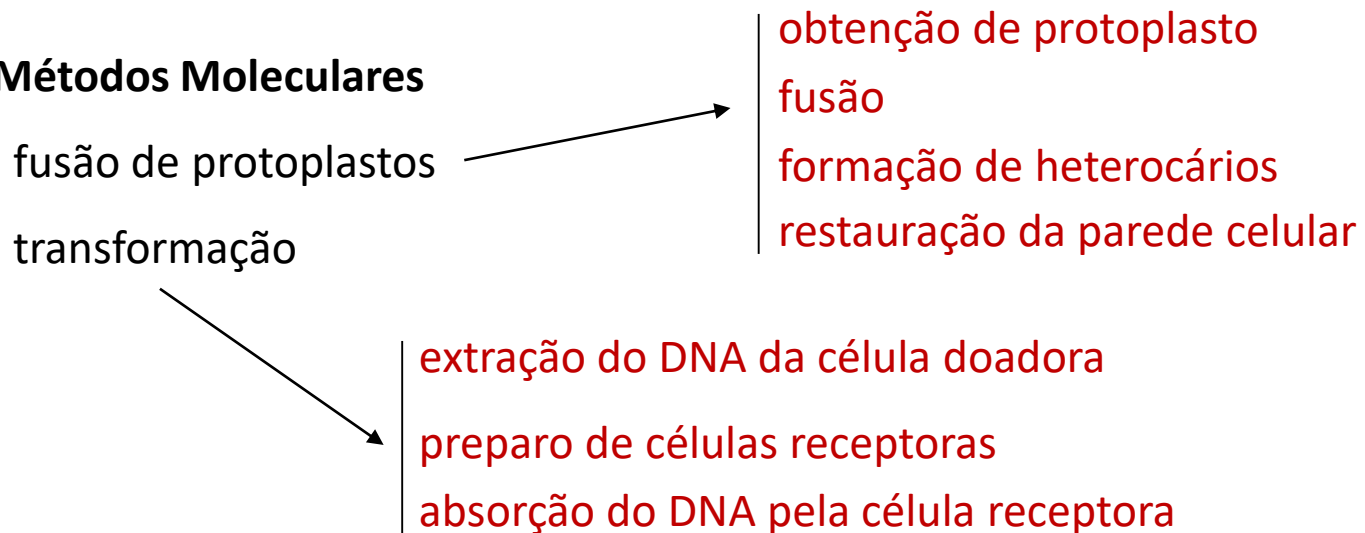 Métodos Moleculares
fusão de protoplastos
transformação
obtenção de protoplasto
fusão
formação de heterocários
restauração da parede celular
extração do DNA da célula doadora
preparo de células receptoras
absorção do DNA pela célula receptora